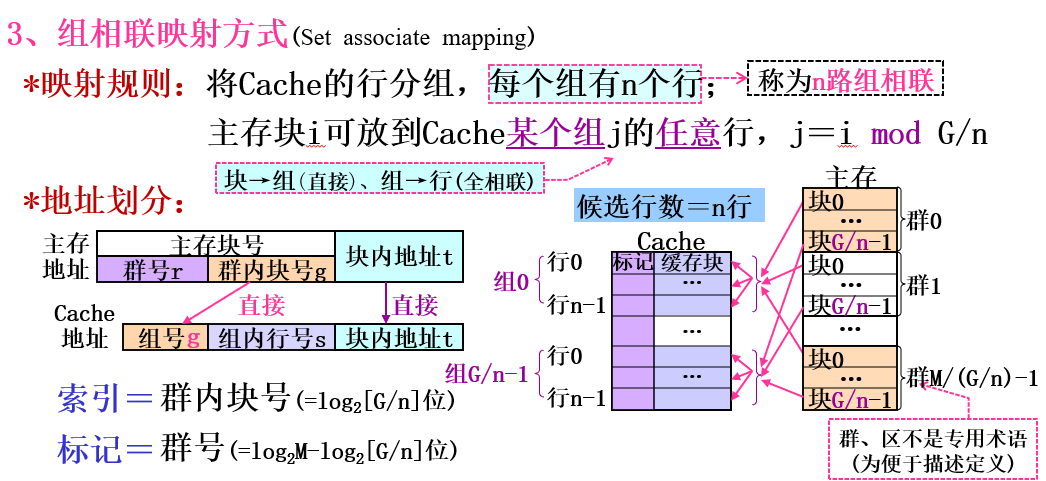 3、组相联映射方式(Set associate mapping)
*映射规则：将Cache的行分组，每个组有n个行；
称为n路组相联
主存块i可放到Cache某个组j的任意行，j＝i mod G/n
块→组(直接)、组→行(全相联)
*地址划分：
候选行数＝n行
主存地址
主存块号
块内地址t
群号r
群内块号g
直接
直接
Cache地址
组号g
组内行号s
块内地址t
索引＝群内块号(=log₂[G/n]位)
标记＝群号(=log₂M-log₂[G/n]位)
Cache
标记
缓存块
组0
行0
…
行n-1
…
组G/n-1
行0
…
行n-1
主存
块0
…
块G/n-1
群0
块0
…
块G/n-1
群1
…
块0
…
块G/n-1
群M/(G/n)-1
群、区不是专用术语
(为便于描述定义)